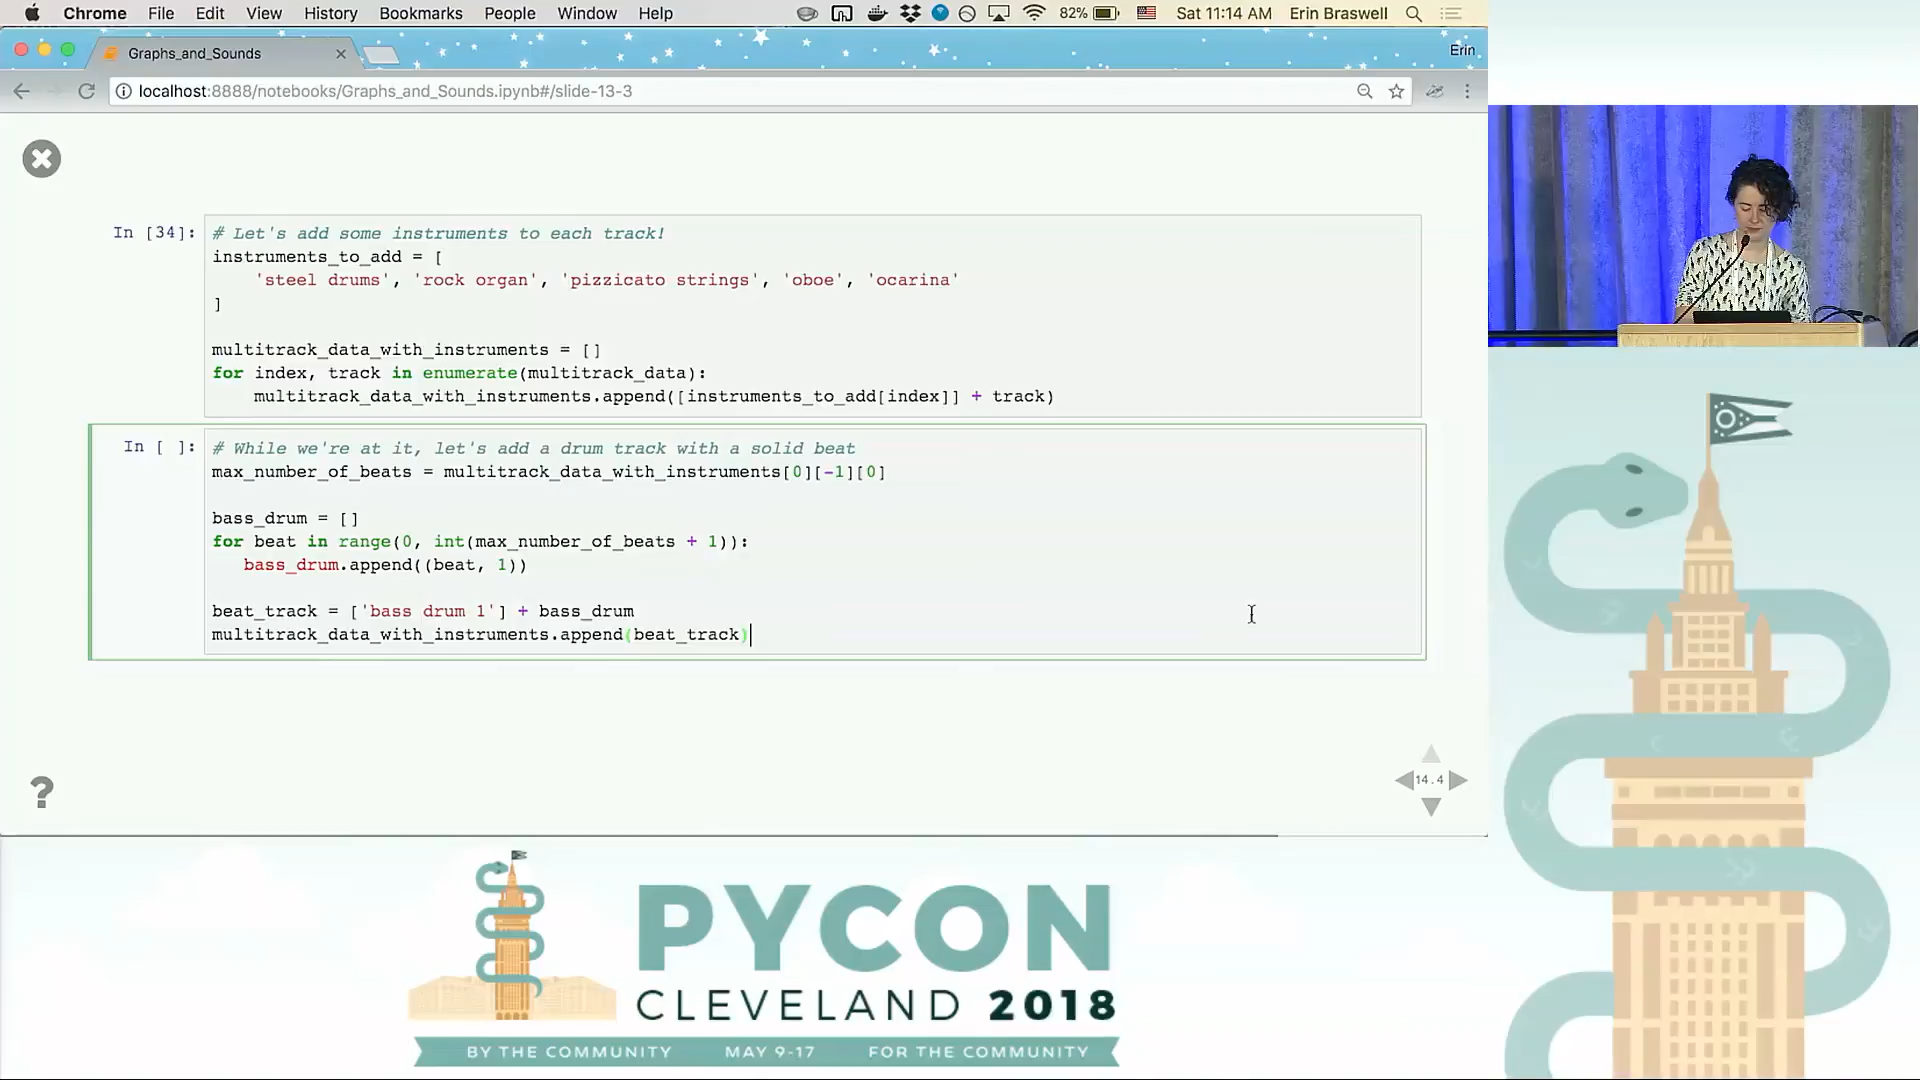 Chrome File Edit View History Bookmarks People Window Help 82% Sat 11:14 AM Erin Braswell
Graphs_and_Sounds Erin
localhost:8888/notebooks/Graphs_and_Sounds.ipynb#/slide-13-3
In [34]: # Let's add some instruments to each track!
instruments_to_add = [
'steel drums', 'rock organ', 'pizzicato strings', 'oboe', 'ocarina'
]
multitrack_data_with_instruments = []
for index, track in enumerate(multitrack_data):
multitrack_data_with_instruments.append([instruments_to_add[index]] + track)
In [ ]: # While we're at it, let's add a drum track with a solid beat
max_number_of_beats = multitrack_data_with_instruments[0][-1][0]
bass_drum = []
for beat in range(0, int(max_number_of_beats + 1)):
bass_drum.append((beat, 1))
beat_track = ['bass drum 1'] + bass_drum
multitrack_data_with_instruments.append(beat_track)
?
14.4
PYCON
CLEVELAND 2018
BY THE COMMUNITY MAY 9-17 FOR THE COMMUNITY